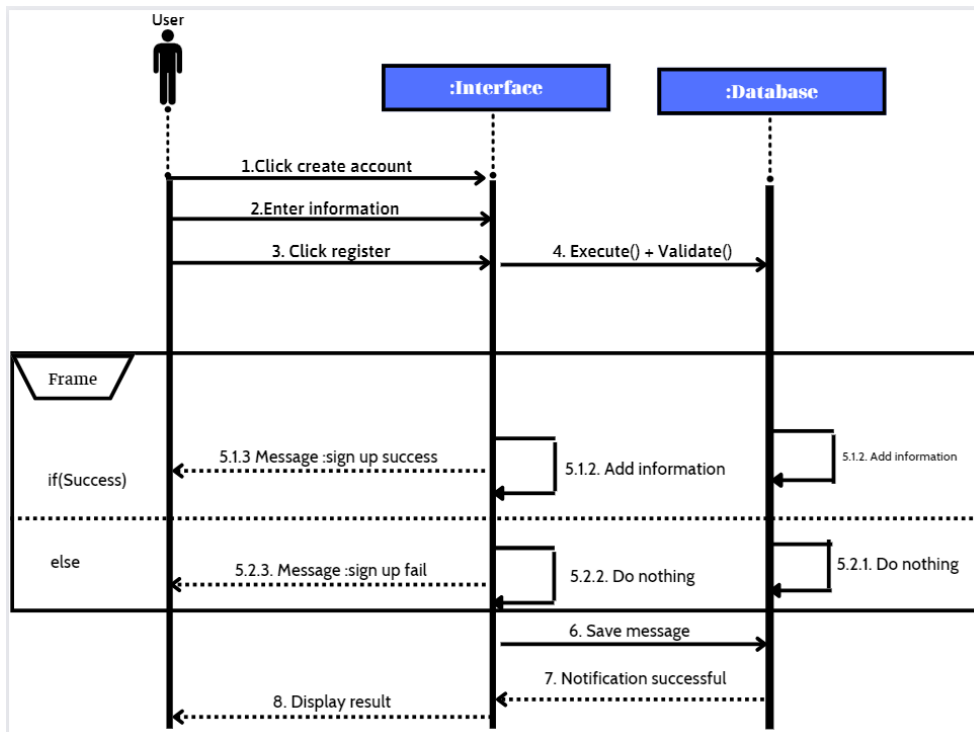 User
:Interface
:Database
1.Click create account
2.Enter information
3. Click register
4. Execute() + Validate()
Frame
if(Success)
5.1.3 Message :sign up success
5.1.2. Add information
5.1.2. Add information
else
5.2.3. Message :sign up fail
5.2.2. Do nothing
5.2.1. Do nothing
6. Save message
7. Notification successful
8. Display result